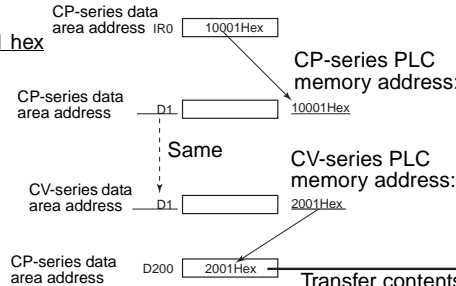 CP-series data
area address IR0 10001Hex
1 hex
CP-series PLC
memory address:
CP-series data
area address D1 10001Hex
Same
CV-series PLC
memory address:
CV-series data
area address D1 2001Hex
CP-series data
area address D200 2001Hex
Transfer contents